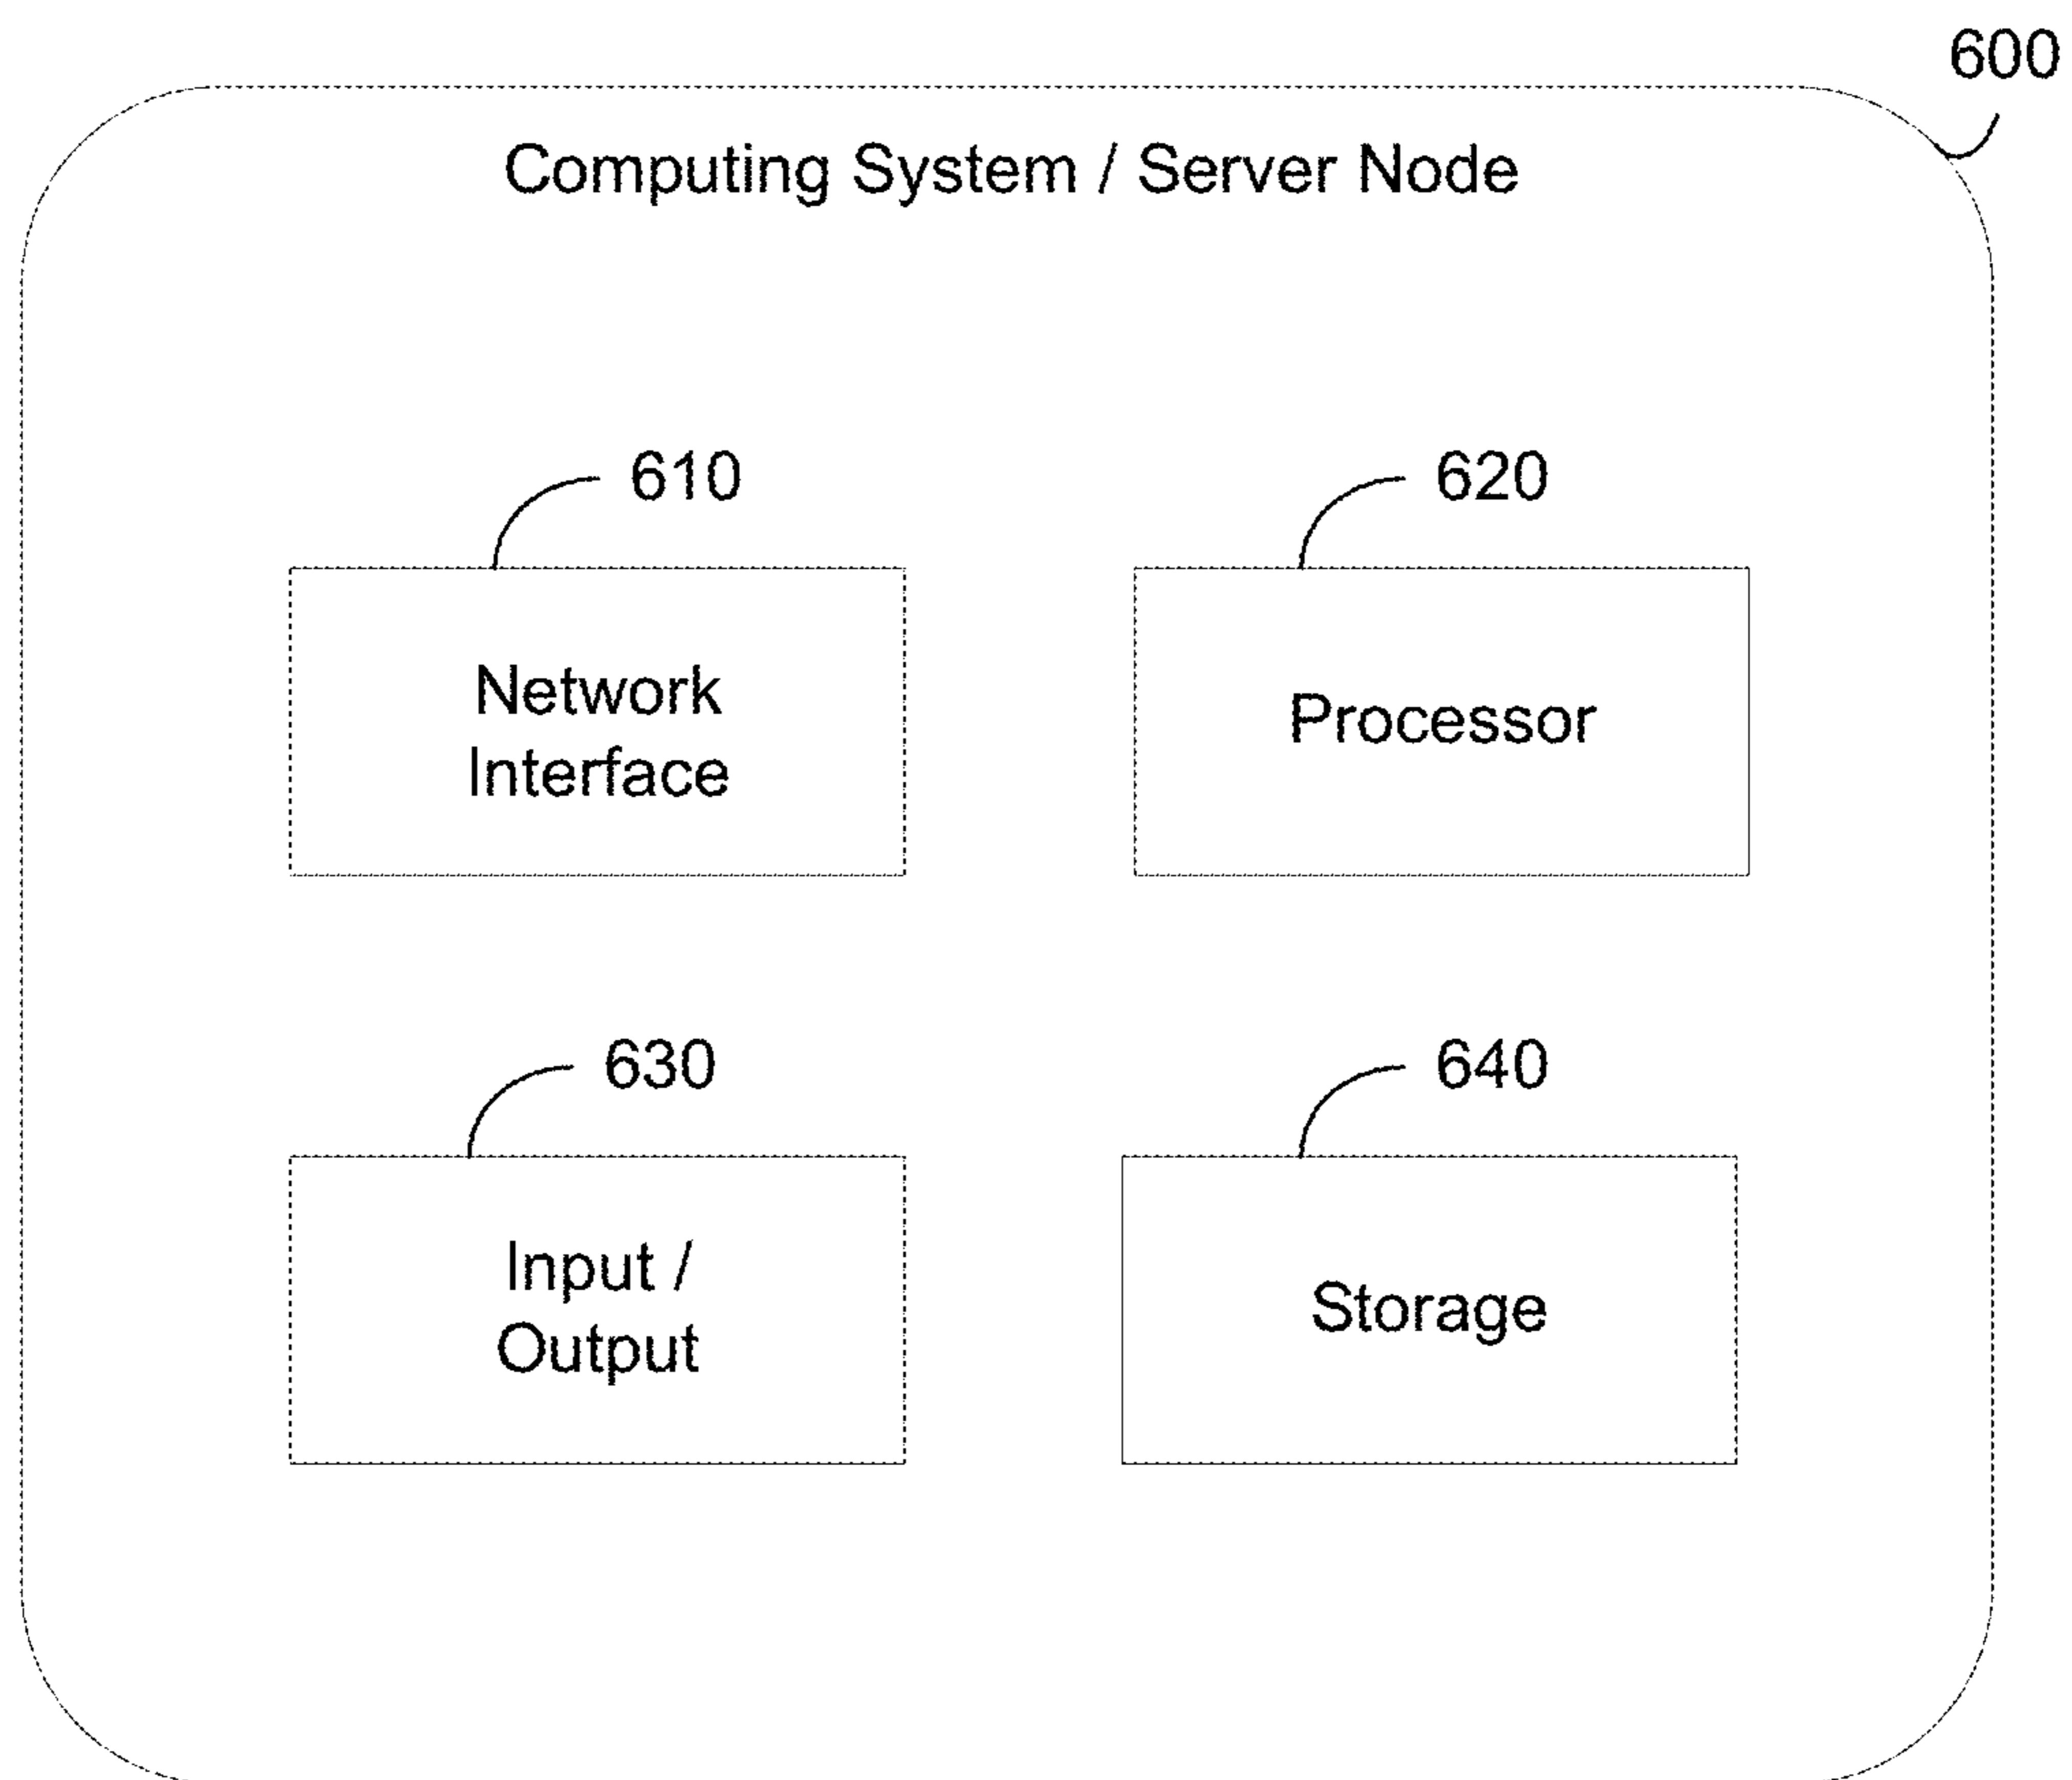 600
Computing System / Server Node
610
620
Network
Interface
Processor
630
640
Input /
Output
Storage